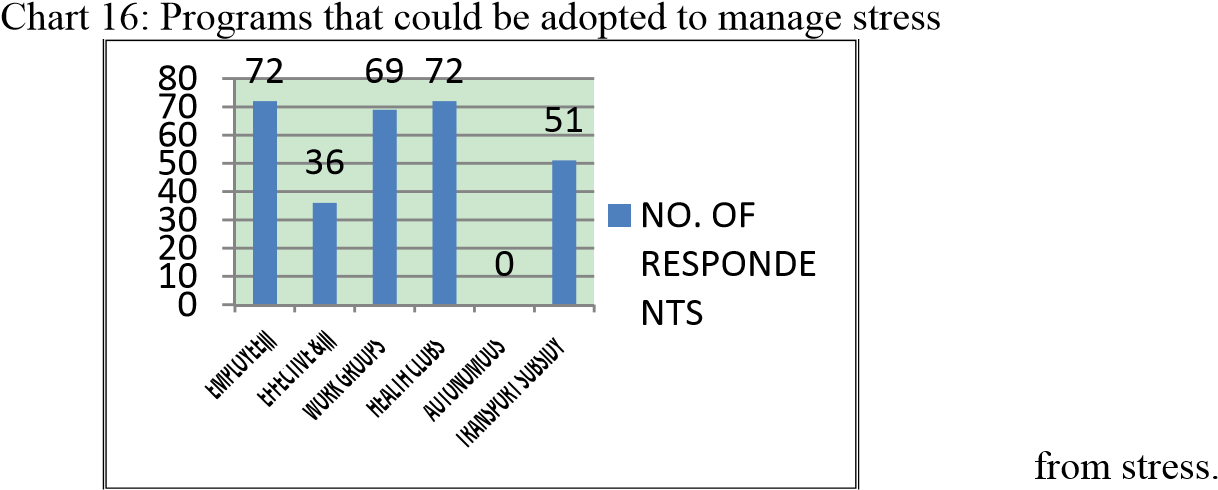 Chart 16: Programs that could be adopted to manage stress
72 69 72
80
70
60
50
40
30
20
10
0
51
36
0
NO. OF
RESPONDE
NTS
EMPLOYEE
EFFECTIVE &
WORK GROUPS
HEALTH CLUBS
AUTONOMOUS
TRANSPORT SUBSIDY
from stress.